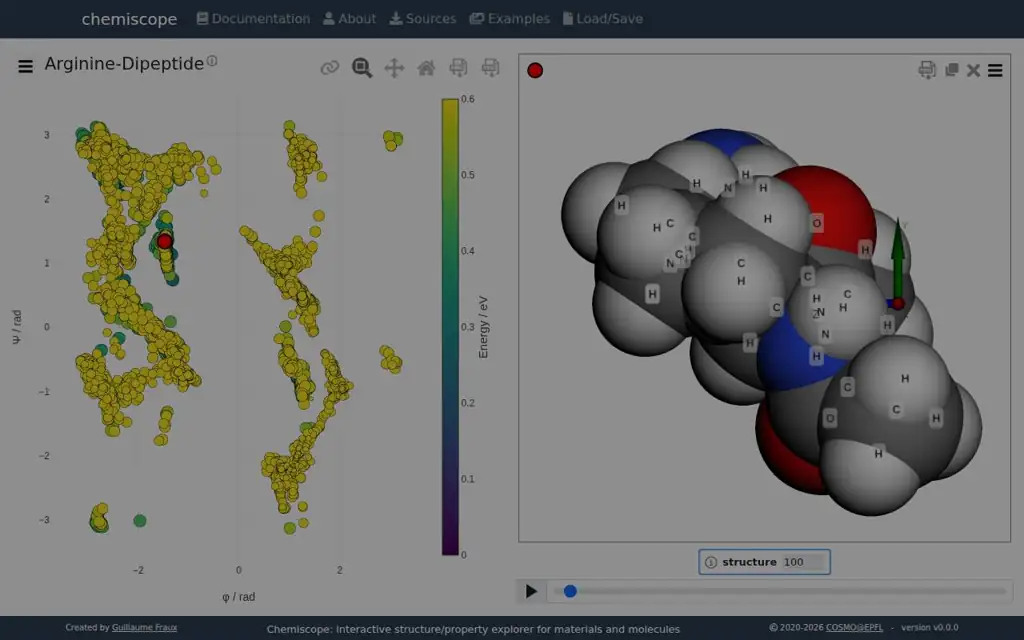 chemiscope Documentation About Sources Examples Load/Save
Arginine-Dipeptide
3
2
1
0
−1
−2
−3
Ψ / rad
−2 0 2
φ / rad
0.6
0.5
0.4
0.3
0.2
0.1
0
Energy / eV
H
N
H
H
H
H
O
H
C
C
H
N
C
C
H
H
C
C
H
C
H
N
H
H
N
H
H
C
H
C
H
O
H
structure 100
Created by Guillaume Fraux
Chemiscope: interactive structure/property explorer for materials and molecules
© 2020-2026 COSMO@EPFL - version v0.0.0